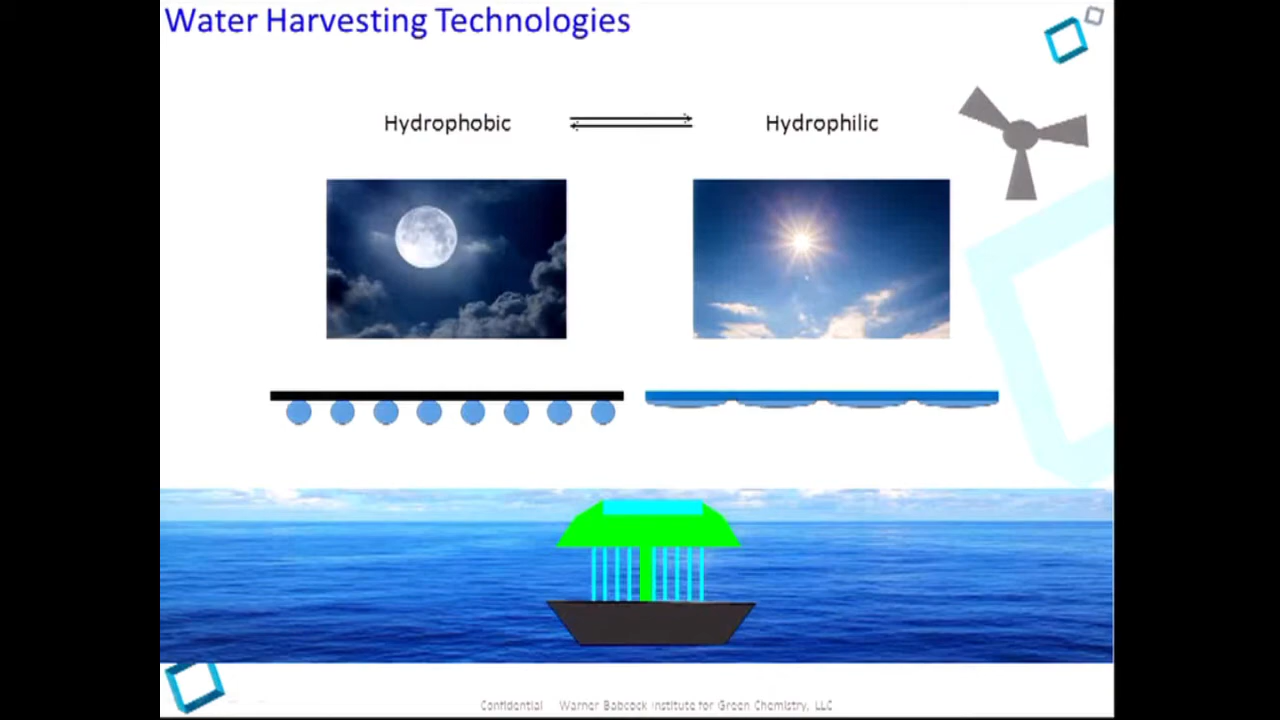 Water Harvesting Technologies
Hydrophobic
Hydrophilic
Confidential Warner Babcock Institute for Green Chemistry, LLC